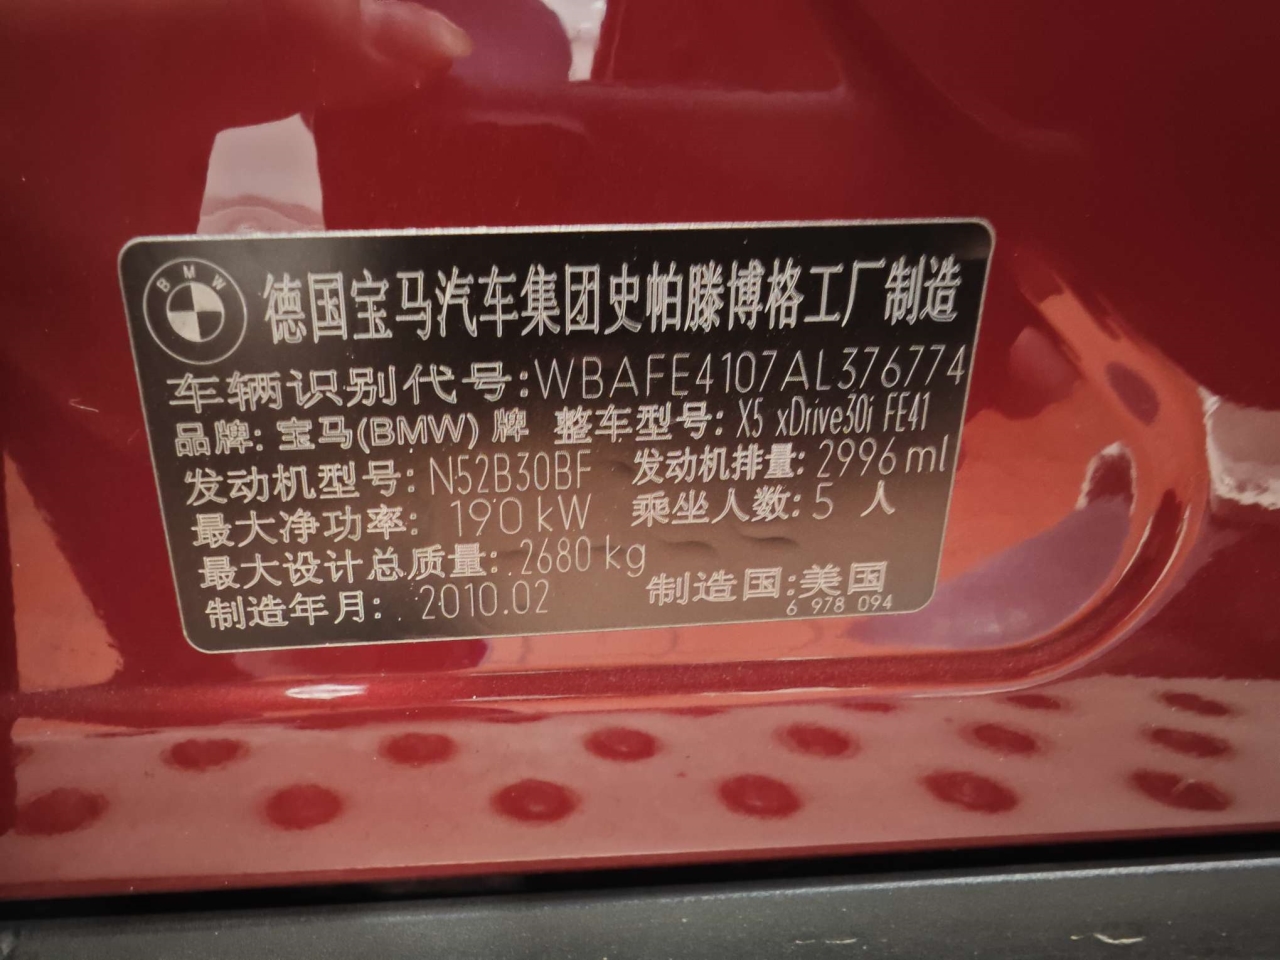 BMW
德国宝马汽车集团史帕滕博格工厂制造
车辆识别代号:WBAFE4107AL376774
品牌: 宝马(BMW) 牌 整车型号: X5 xDrive30i FE41
发动机型号: N52B30BF 发动机排量: 2996 ml
最大净功率: 190 kW 乘坐人数: 5 人
最大设计总质量: 2680 kg
制造年月: 2010.02 制造国:美国
6 978 094